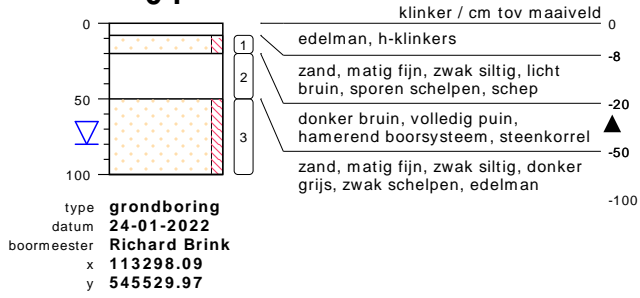 klinker / cm tov maaiveld
0
0
edelman, h-klinkers
1
-8
zand, matig fijn, zwak siltig, licht
bruin, sporen schelpen, schep
2
-20
50
donker bruin, volledig puin,
hamerend boorsysteem, steenkorrel
3
-50
zand, matig fijn, zwak siltig, donker
grijs, zwak schelpen, edelman
100
-100
type grondboring
datum 24-01-2022
boormeester Richard Brink
x 113298.09
y 545529.97